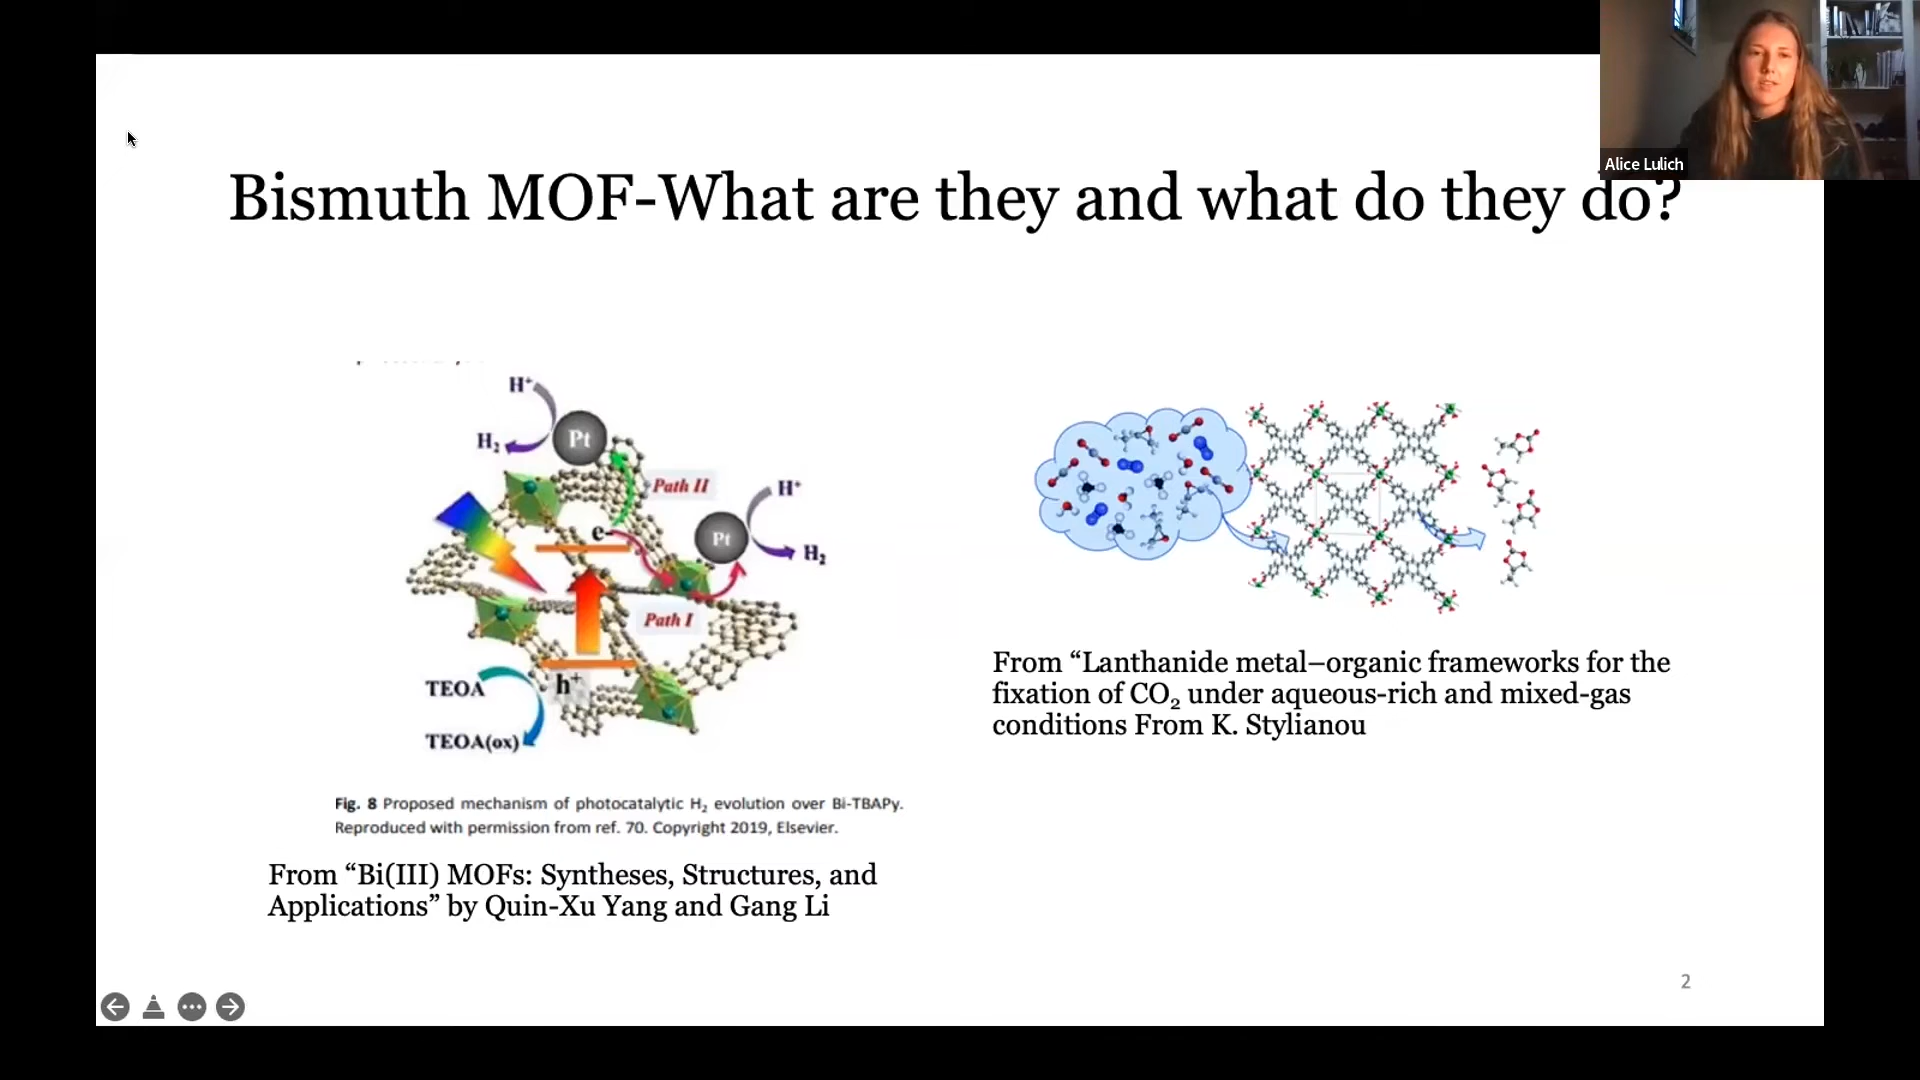 Alice Lulich
Bismuth MOF-What are they and what do they do?
H⁺
H₂
Pt
Path II
H⁺
e-
Pt
H₂
Path I
TEOA
h⁺
TEOA(ox)
Fig. 8 Proposed mechanism of photocatalytic H₂ evolution over Bi-TBAPy.
Reproduced with permission from ref. 70. Copyright 2019, Elsevier.
From “Bi(III) MOFs: Syntheses, Structures, and
Applications” by Quin-Xu Yang and Gang Li
From “Lanthanide metal–organic frameworks for the
fixation of CO₂ under aqueous-rich and mixed-gas
conditions From K. Stylianou
2